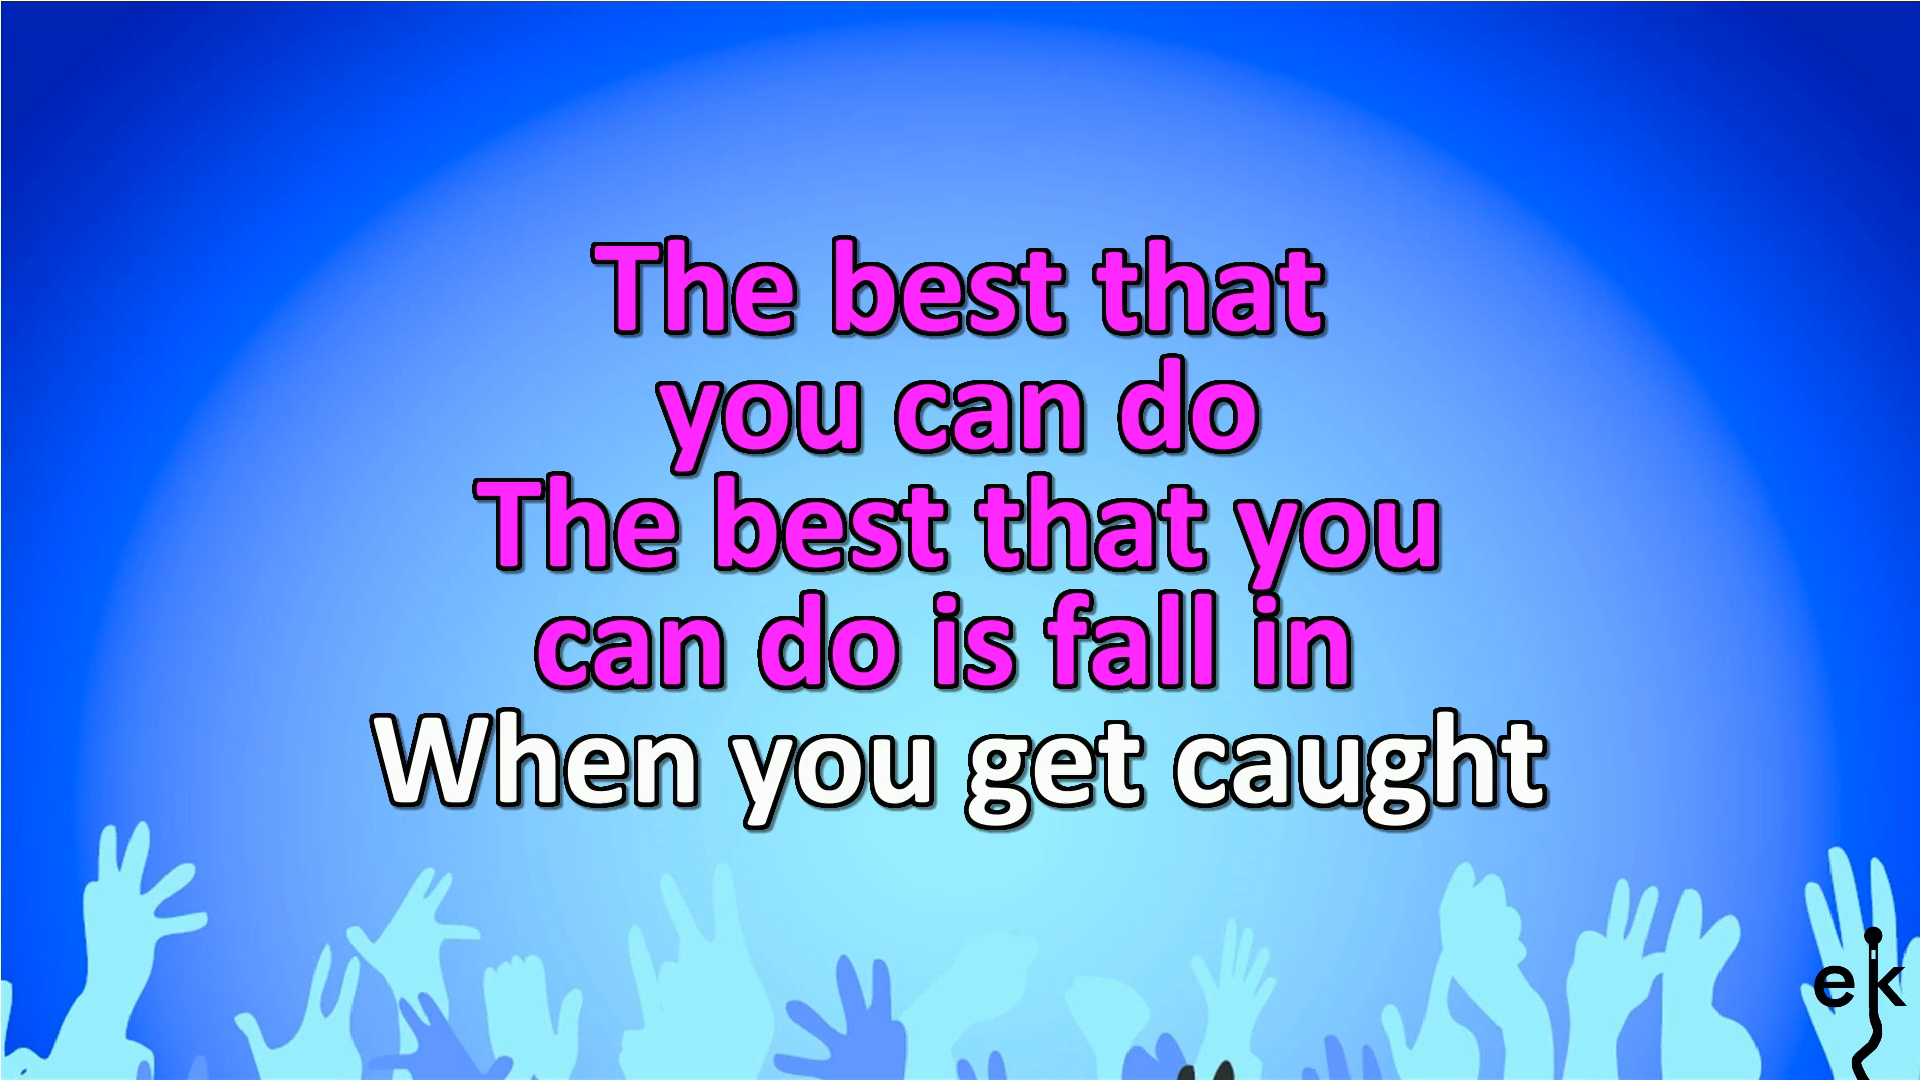 The best that
you can do
The best that you
can do is fall in
When you get caught
ek